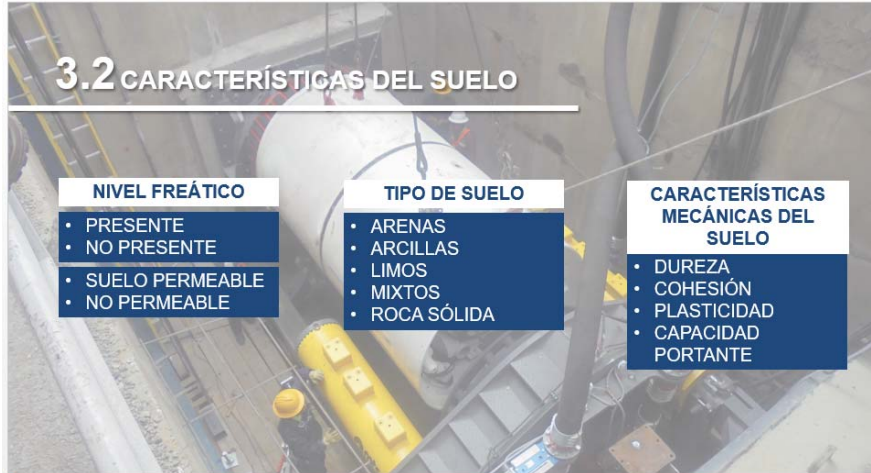 3.2 CARACTERÍSTICAS DEL SUELO
NIVEL FREÁTICO
• PRESENTE
• NO PRESENTE
• SUELO PERMEABLE
• NO PERMEABLE
TIPO DE SUELO
• ARENAS
• ARCILLAS
• LIMOS
• MIXTOS
• ROCA SÓLIDA
CARACTERÍSTICAS
MECÁNICAS DEL
SUELO
• DUREZA
• COHESIÓN
• PLASTICIDAD
• CAPACIDAD
PORTANTE